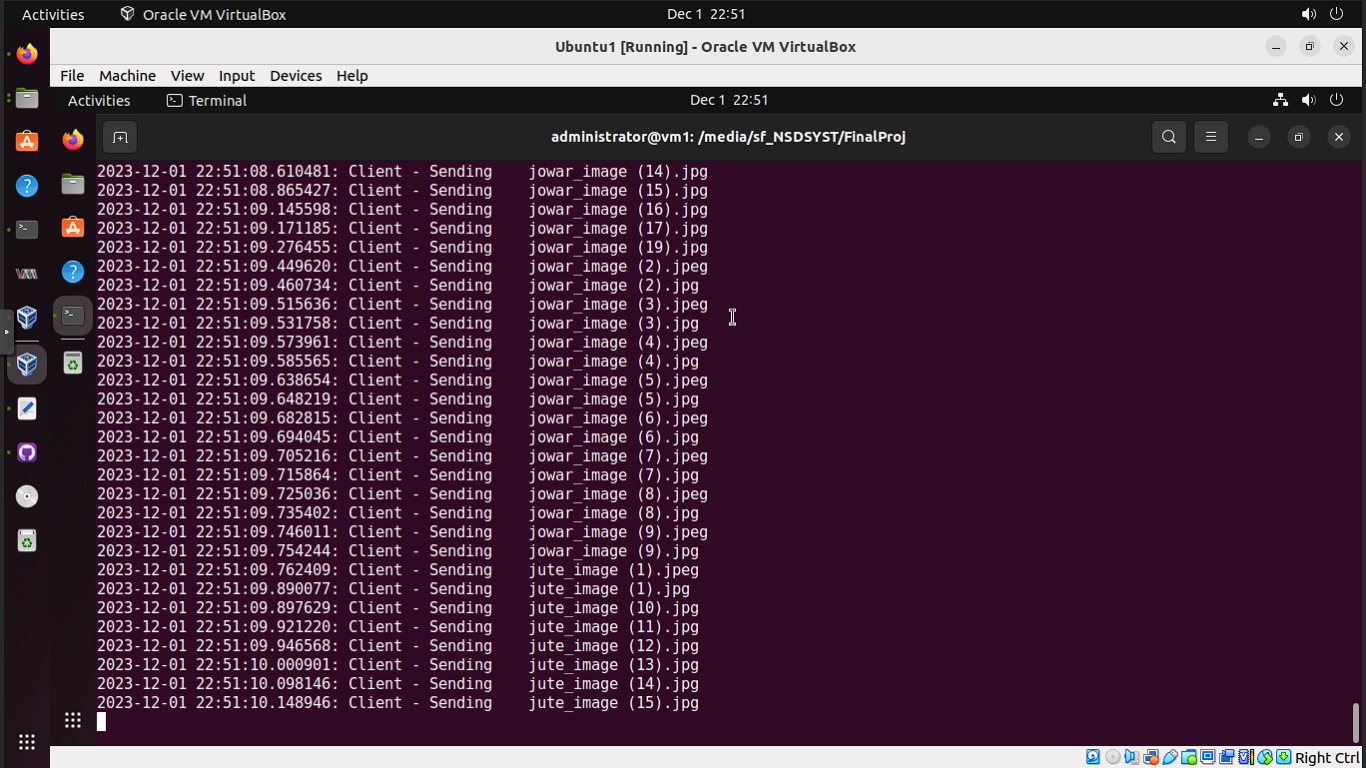 Activities Oracle VM VirtualBox Dec 1 22:51
Ubuntu1 [Running] - Oracle VM VirtualBox
File Machine View Input Devices Help
Activities Terminal Dec 1 22:51
administrator@vm1: /media/sf_NSDSYST/FinalProj
2023-12-01 22:51:08.610481: Client - Sending    jowar_image (14).jpg
2023-12-01 22:51:08.865427: Client - Sending    jowar_image (15).jpg
2023-12-01 22:51:09.145598: Client - Sending    jowar_image (16).jpg
2023-12-01 22:51:09.171185: Client - Sending    jowar_image (17).jpg
2023-12-01 22:51:09.276455: Client - Sending    jowar_image (19).jpg
2023-12-01 22:51:09.449620: Client - Sending    jowar_image (2).jpeg
2023-12-01 22:51:09.460734: Client - Sending    jowar_image (2).jpg
2023-12-01 22:51:09.515636: Client - Sending    jowar_image (3).jpeg
2023-12-01 22:51:09.531758: Client - Sending    jowar_image (3).jpg
2023-12-01 22:51:09.573961: Client - Sending    jowar_image (4).jpeg
2023-12-01 22:51:09.585565: Client - Sending    jowar_image (4).jpg
2023-12-01 22:51:09.638654: Client - Sending    jowar_image (5).jpeg
2023-12-01 22:51:09.648219: Client - Sending    jowar_image (5).jpg
2023-12-01 22:51:09.682815: Client - Sending    jowar_image (6).jpeg
2023-12-01 22:51:09.694045: Client - Sending    jowar_image (6).jpg
2023-12-01 22:51:09.705216: Client - Sending    jowar_image (7).jpeg
2023-12-01 22:51:09.715864: Client - Sending    jowar_image (7).jpg
2023-12-01 22:51:09.725036: Client - Sending    jowar_image (8).jpeg
2023-12-01 22:51:09.735402: Client - Sending    jowar_image (8).jpg
2023-12-01 22:51:09.746011: Client - Sending    jowar_image (9).jpeg
2023-12-01 22:51:09.754244: Client - Sending    jowar_image (9).jpg
2023-12-01 22:51:09.762409: Client - Sending    jute_image (1).jpeg
2023-12-01 22:51:09.890077: Client - Sending    jute_image (1).jpg
2023-12-01 22:51:09.897629: Client - Sending    jute_image (10).jpg
2023-12-01 22:51:09.921220: Client - Sending    jute_image (11).jpg
2023-12-01 22:51:09.946568: Client - Sending    jute_image (12).jpg
2023-12-01 22:51:10.000901: Client - Sending    jute_image (13).jpg
2023-12-01 22:51:10.098146: Client - Sending    jute_image (14).jpg
2023-12-01 22:51:10.148946: Client - Sending    jute_image (15).jpg
Right Ctrl